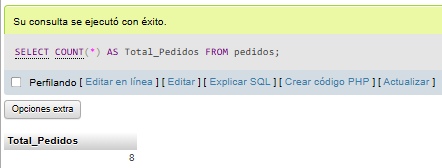 Su consulta se ejecutó con éxito.
SELECT COUNT(*) AS Total_Pedidos FROM pedidos;
Perfilando [ Editar en línea ] [ Editar ] [ Explicar SQL ] [ Crear código PHP ] [ Actualizar ]
Opciones extra
Total_Pedidos
8